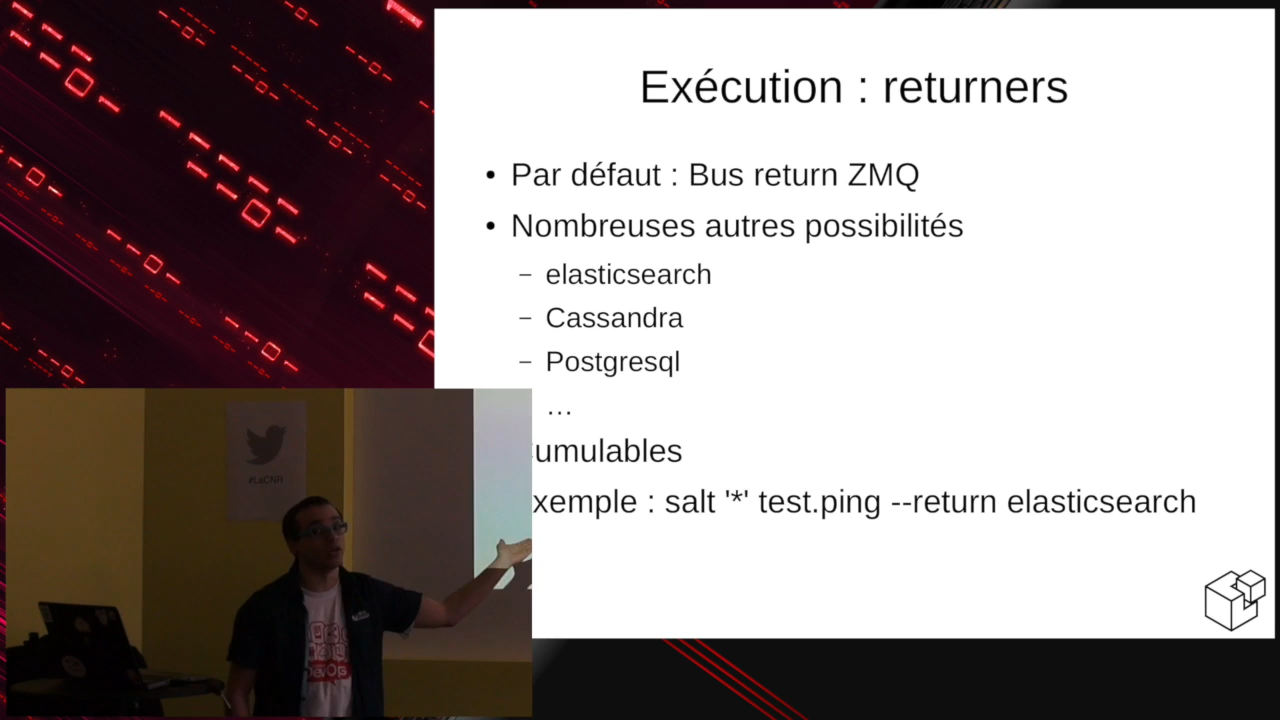 Exécution : returners
• Par défaut : Bus return ZMQ
• Nombreuses autres possibilités
– elasticsearch
– Cassandra
– Postgresql
...
umulables
xemple : salt '*' test.ping --return elasticsearch
#LaCNR
DevOps